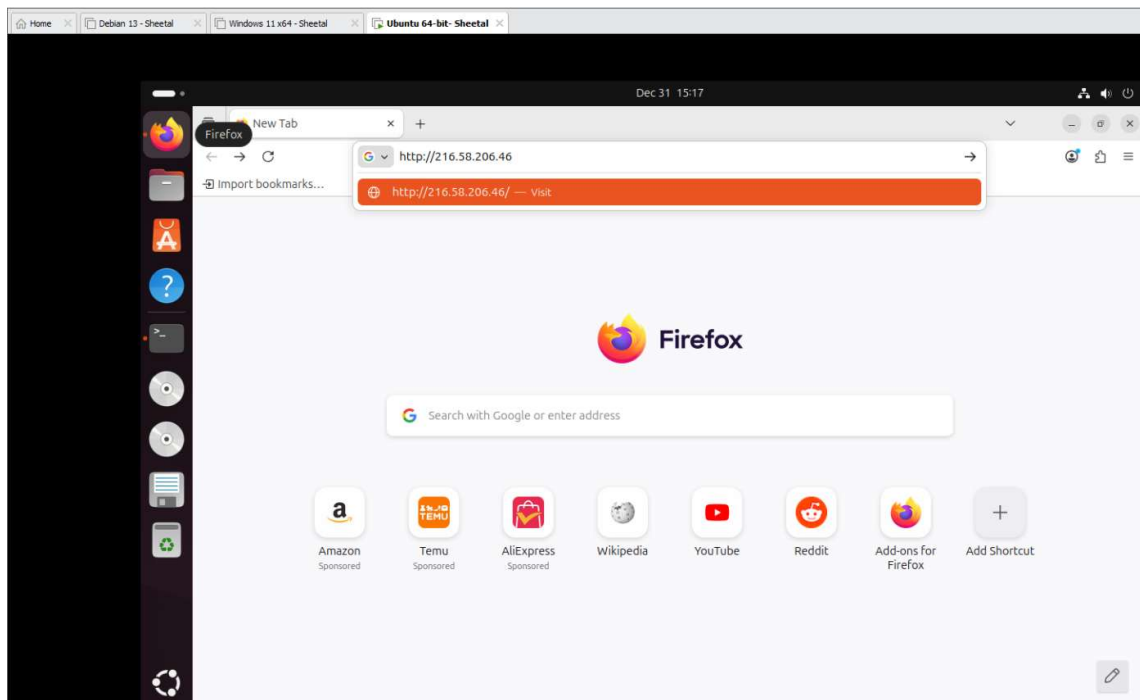 Home
Debian 13 - Sheetal
Windows 11 x64 - Sheetal
Ubuntu 64-bit- Sheetal
Dec 31 15:17
New Tab
Firefox
http://216.58.206.46
Import bookmarks...
http://216.58.206.46/ — Visit
Firefox
Search with Google or enter address
a
TEMU
Amazon
Sponsored
Temu
Sponsored
AliExpress
Sponsored
Wikipedia
YouTube
Reddit
Add-ons for
Firefox
Add Shortcut